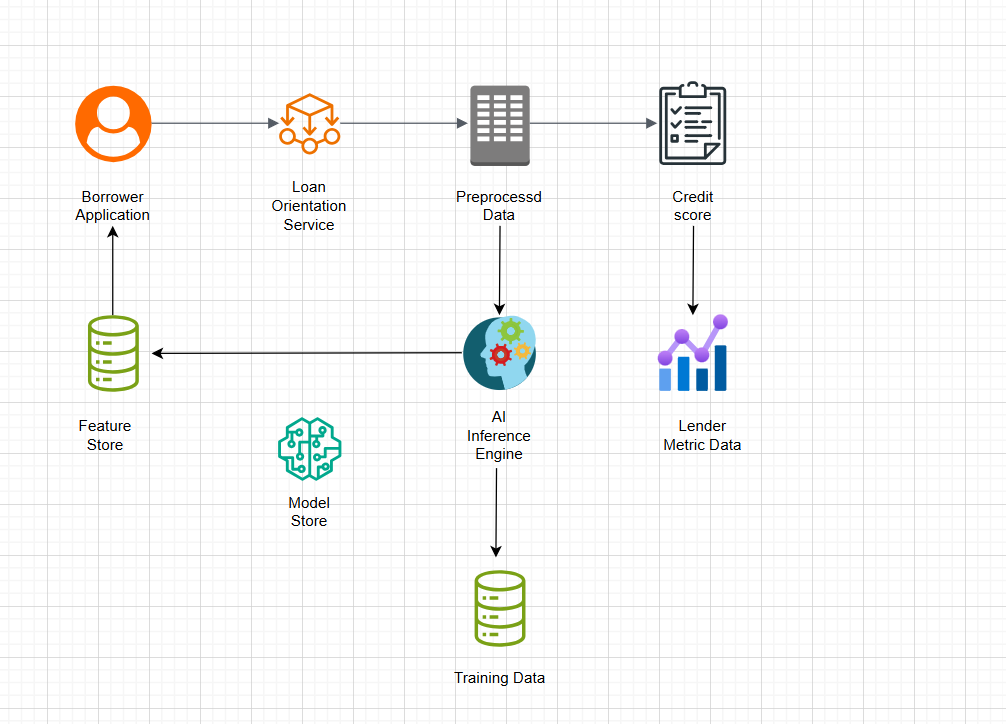 Borrower
Application
Loan
Orientation
Service
Preprocessd
Data
Credit
score
Feature
Store
Model
Store
AI
Inference
Engine
Lender
Metric Data
Training Data